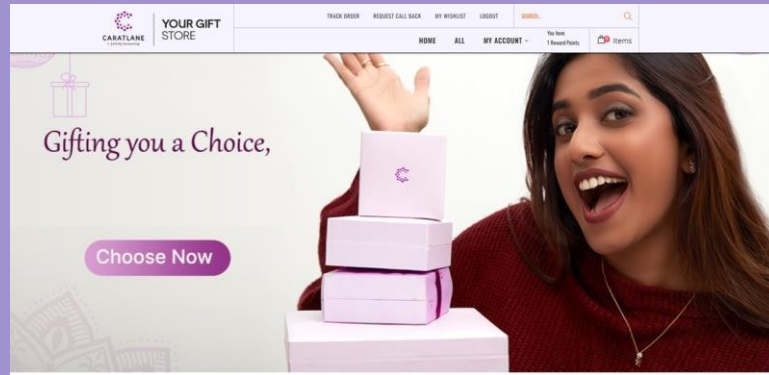 CARATLANE
YOUR GIFT
STORE
TRACK ORDER
REQUEST CALL BACK
MY WISHLIST
LOGOUT
SEARCH..
HOME
ALL
MY ACCOUNT
You have
1 Reward Points
Items
Gifting you a Choice,
Choose Now